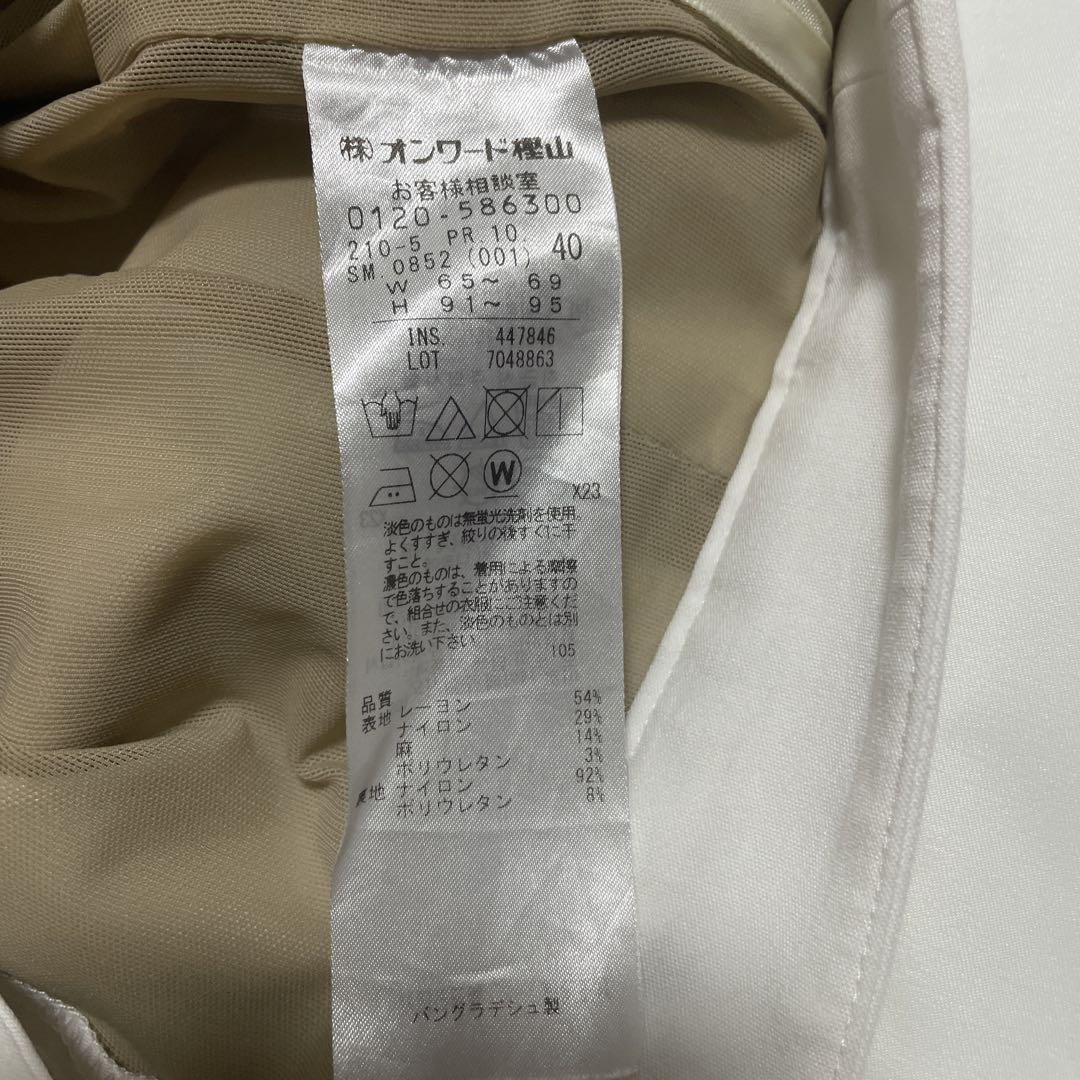 (株)オンワード樫山
お客様相談室
0120-586300
210-5 PR 10.
SM. 0852 (001) 40
W 65~ 69
H 91~ 95
INS. 447846
LOT 7048863
W
X23
淡色のものは無蛍光洗剤を使用。
よくすすぎ、絞りの後すぐに干
すこと。
濃色のものは、着用による摩擦
で色落ちすることがありますの
で、組合せの衣服にご注意くだ
さい。また、淡色のものとは別
にお洗い下さい
105
品質
表地 レーヨン 54%
ナイロン 29%
麻 14%
ポリウレタン 3%
裏地 ナイロン 92%
ポリウレタン 8%
バングラデシュ製